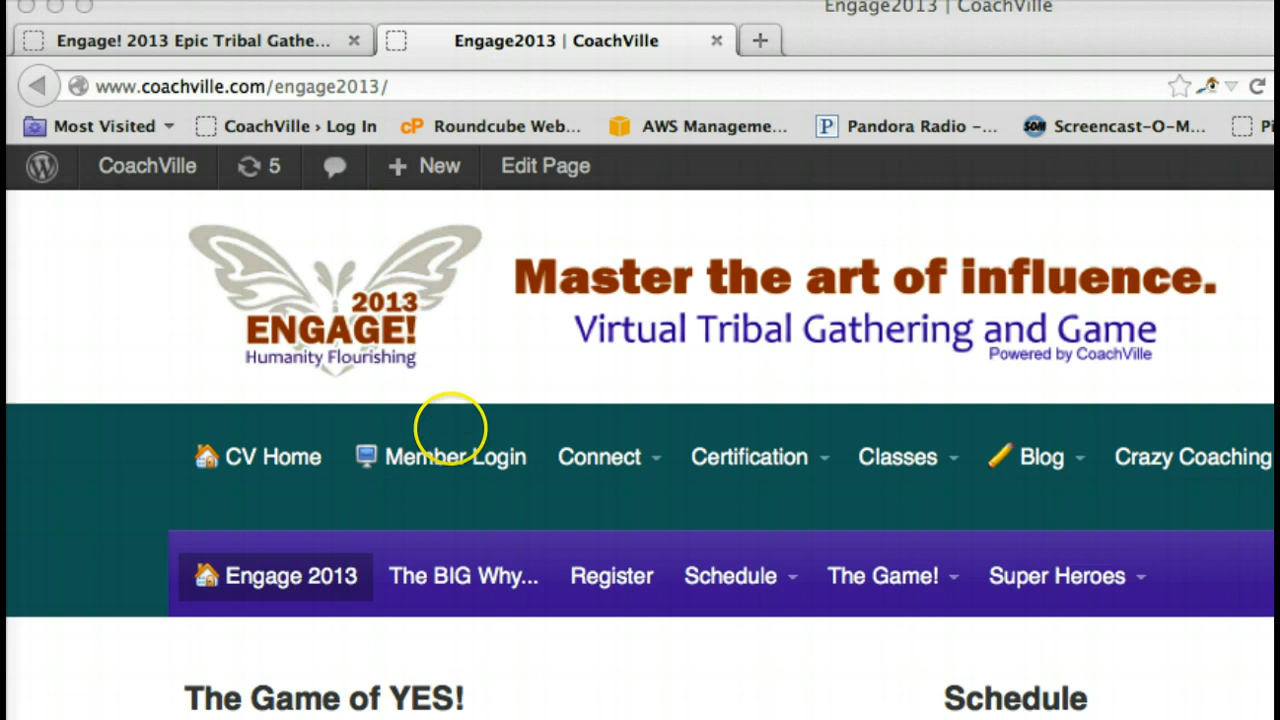 Engage2013 | CoachVille
Engage! 2013 Epic Tribal Gathe...
Engage2013 | CoachVille
www.coachville.com/engage2013/
Most Visited
CoachVille › Log In
cP Roundcube Web...
AWS Manageme...
P Pandora Radio -...
SOM Screencast-O-M...
Pi
CoachVille
5
+ New
Edit Page
2013
ENGAGE!
Humanity Flourishing
Master the art of influence.
Virtual Tribal Gathering and Game
Powered by CoachVille
CV Home
Member Login
Connect
Certification
Classes
Blog
Crazy Coaching
Engage 2013
The BIG Why...
Register
Schedule
The Game!
Super Heroes
The Game of YES!
Schedule